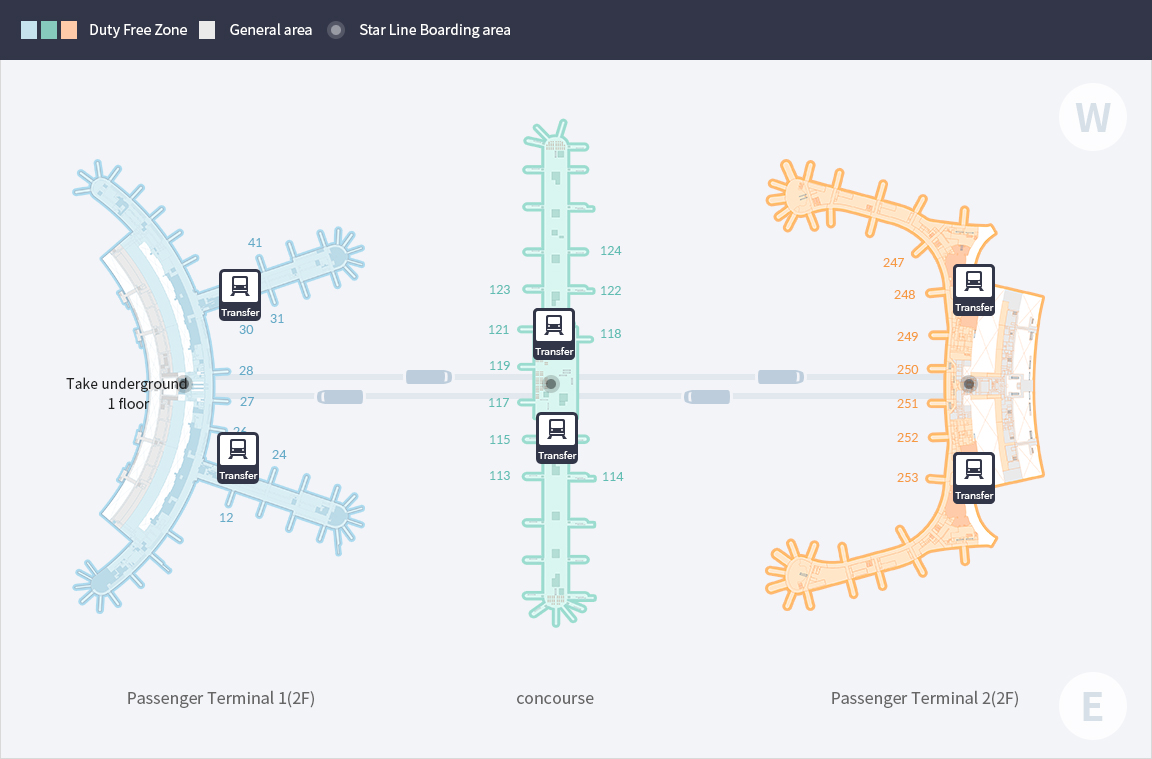 Duty Free Zone
General area
Star Line Boarding area
W
41
Transfer
31
30
28
Take underground
1 floor
27
26
Transfer
24
12
124
123
122
Transfer
121
118
119
117
Transfer
115
113
114
247
248
Transfer
249
250
251
252
253
Transfer
Passenger Terminal 1(2F)
concourse
Passenger Terminal 2(2F)
E